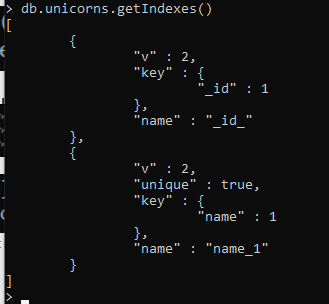 > db.unicorns.getIndexes()
[
        {
                "v" : 2,
                "key" : {
                        "_id" : 1
                },
                "name" : "_id_"
        },
        {
                "v" : 2,
                "unique" : true,
                "key" : {
                        "name" : 1
                },
                "name" : "name_1"
        }
]
>